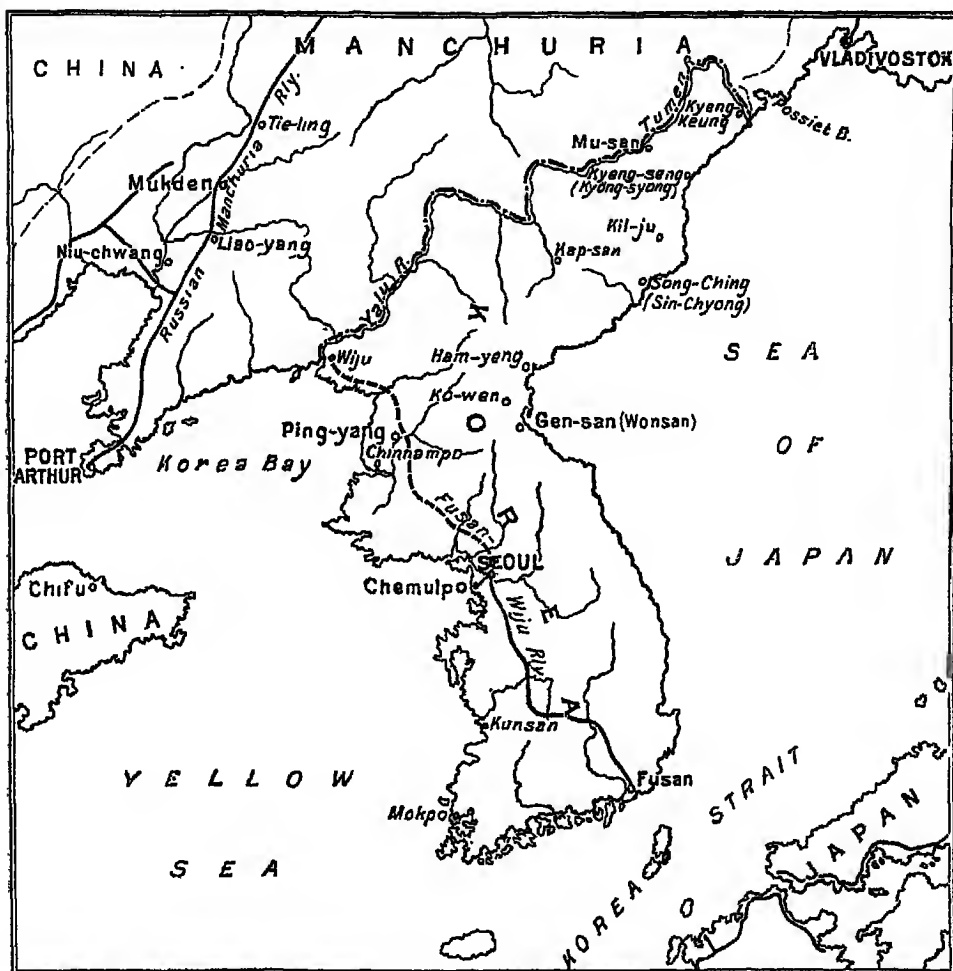 MANCHURIA
CHINA
VLADIVOSTOK
Tie-ling
Tumen
Kyeng
Keung
Possiet B.
Mu-san
Mukden
Russian Manchuria Rly.
Kyeng-seng
(Kyong-syong)
Kil-ju
Niu-chwang
Liao-yang
Kap-san
Song-Ching
(Sin-Chyong)
Yalu R.
KOREA
Wiju
Ham-yeng
SEA
OF
JAPAN
Ko-wen
Gen-san (Wonsan)
Ping-yang
Chinnampo
PORT
ARTHUR
Korea Bay
Fusan-
Wiju Rly.
SEOUL
Chemulpo
Chifu
CHINA
Kunsan
YELLOW
SEA
Mokpo
Fusan
KOREA STRAIT
JAPAN